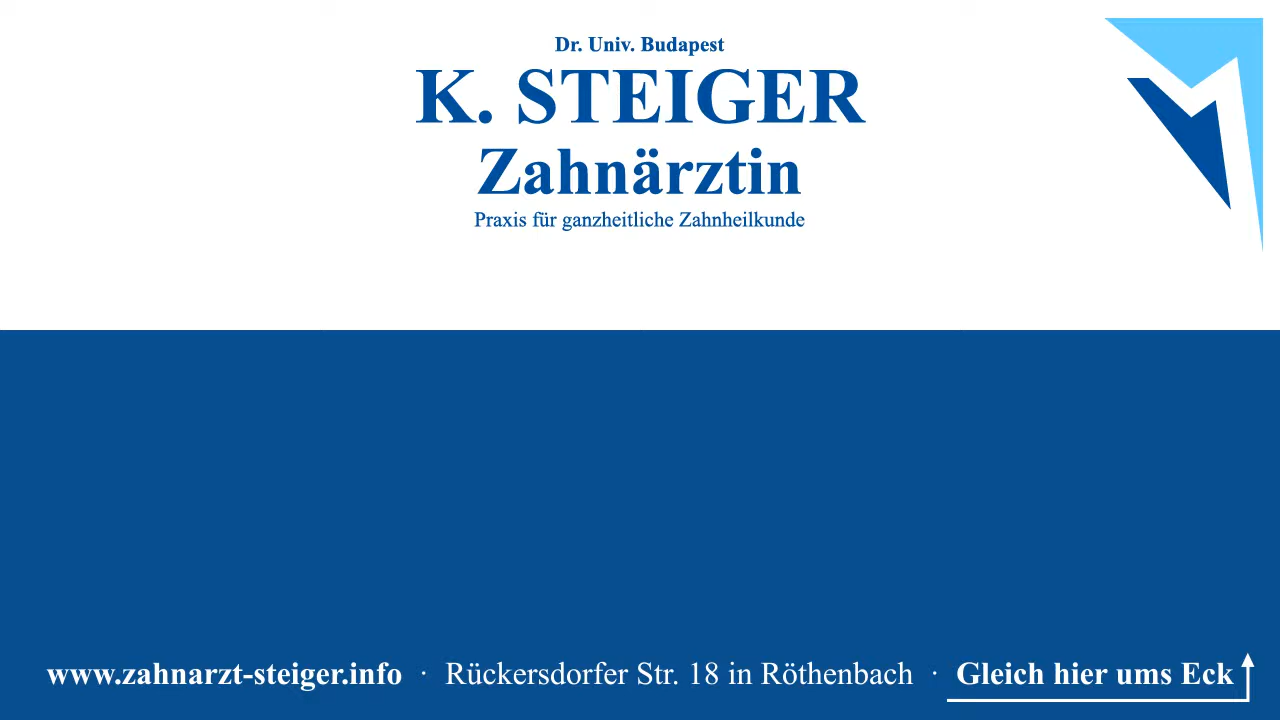 Dr. Univ. Budapest
K. STEIGER
Zahnärztin
Praxis für ganzheitliche Zahnheilkunde
www.zahnarzt-steiger.info · Rückersdorfer Str. 18 in Röthenbach · Gleich hier ums Eck